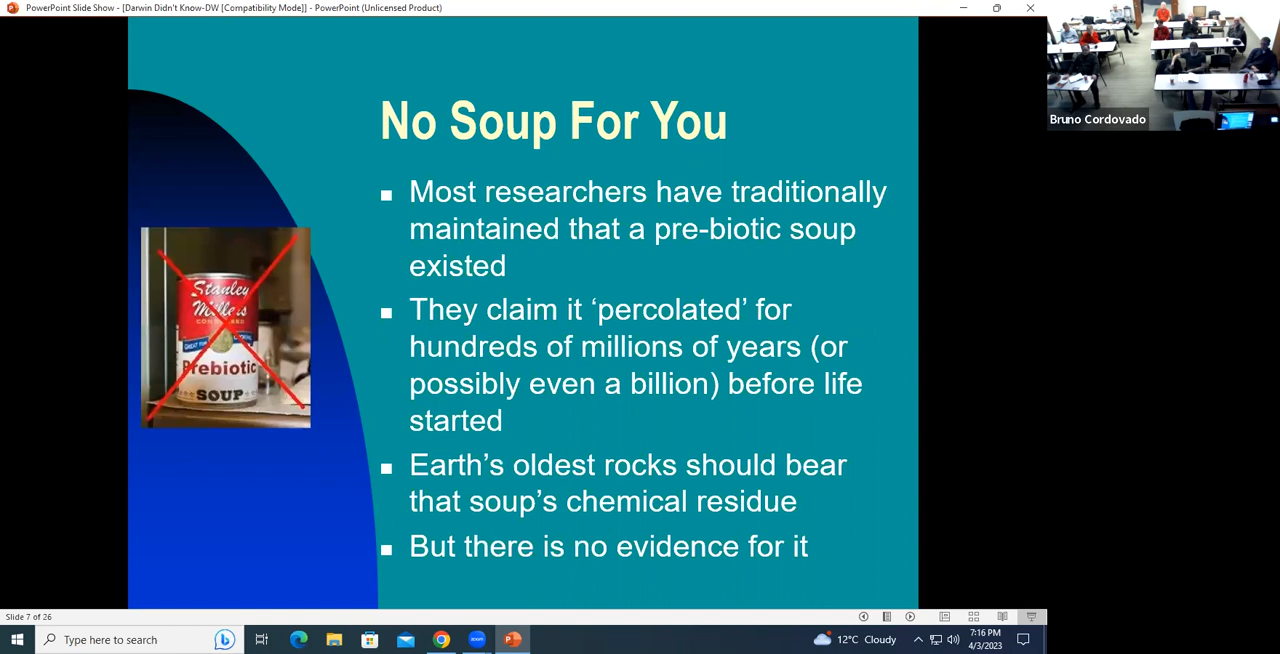 PowerPoint Slide Show - [Darwin Didn't Know-DW [Compatibility Mode]] - PowerPoint (Unlicensed Product)
Bruno Cordovado
No Soup For You
Most researchers have traditionally
maintained that a pre-biotic soup
existed
They claim it ‘percolated’ for
hundreds of millions of years (or
possibly even a billion) before life
started
Earth’s oldest rocks should bear
that soup’s chemical residue
But there is no evidence for it
Stanley
Miller's
Prebiotic
SOUP
Slide 7 of 26
Type here to search
zoom
12°C Cloudy
7:16 PM
4/3/2023